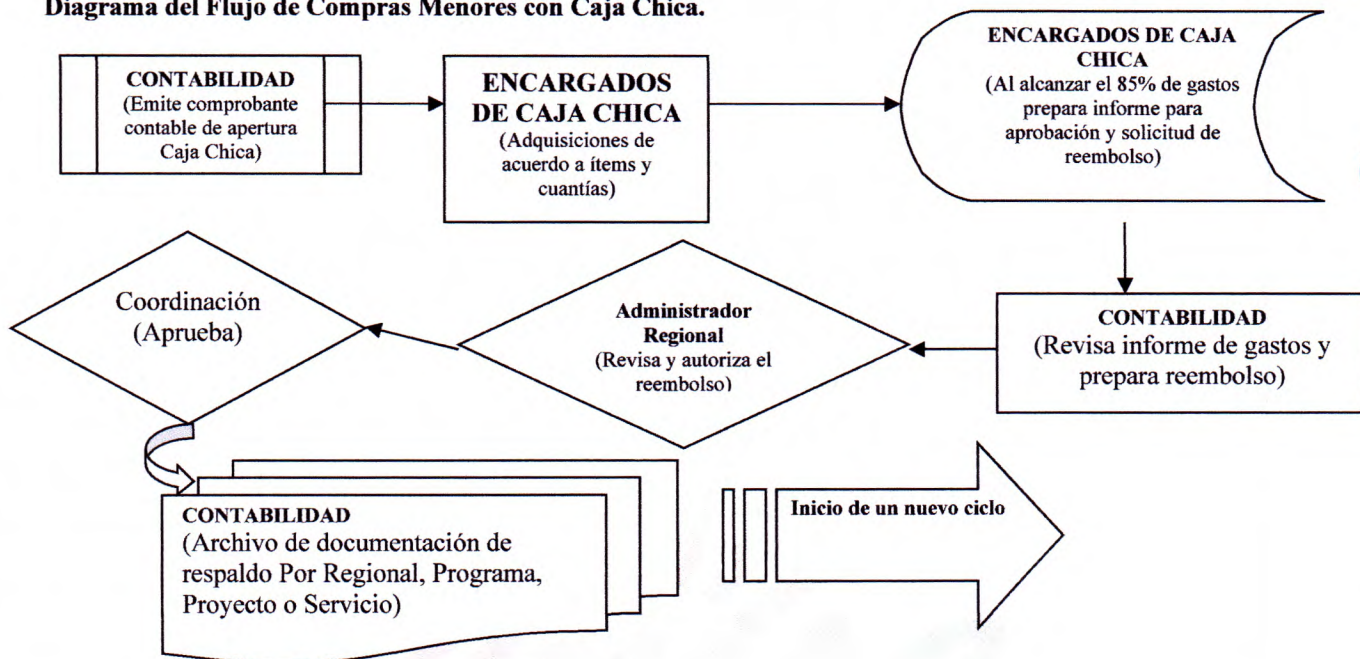 Diagrama del Flujo de Compras Menores con Caja Chica.
CONTABILIDAD
(Emite comprobante
contable de apertura
Caja Chica)
ENCARGADOS
DE CAJA CHICA
(Adquisiciones de
acuerdo a ítems y
cuantías)
ENCARGADOS DE CAJA
CHICA
(Al alcanzar el 85% de gastos
prepara informe para
aprobación y solicitud de
reembolso)
CONTABILIDAD
(Revisa informe de gastos y
prepara reembolso)
Administrador
Regional
(Revisa y autoriza el
reembolso)
Coordinación
(Aprueba)
CONTABILIDAD
(Archivo de documentación de
respaldo Por Regional, Programa,
Proyecto o Servicio)
Inicio de un nuevo ciclo